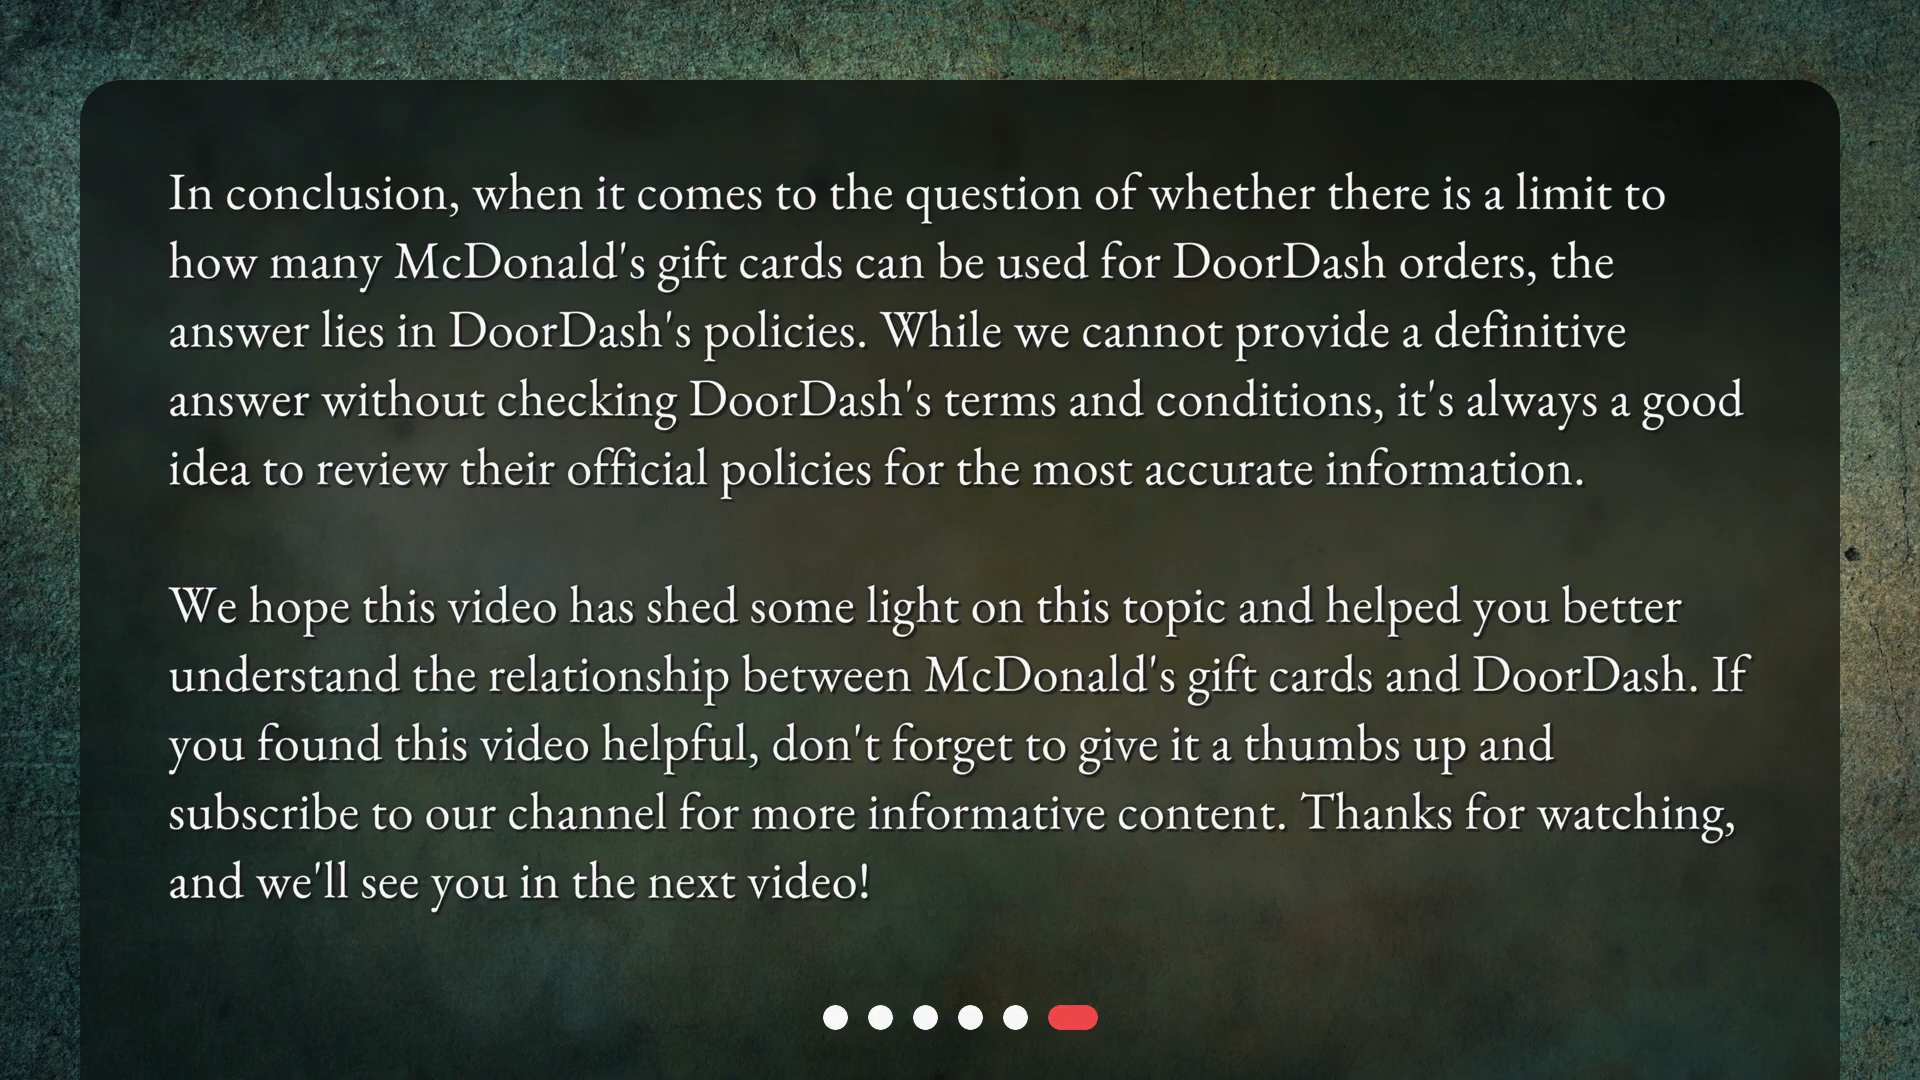 In conclusion, when it comes to the question of whether there is a limit to
how many McDonald's gift cards can be used for DoorDash orders, the
answer lies in DoorDash's policies. While we cannot provide a definitive
answer without checking DoorDash's terms and conditions, it's always a good
idea to review their official policies for the most accurate information.

We hope this video has shed some light on this topic and helped you better
understand the relationship between McDonald's gift cards and DoorDash. If
you found this video helpful, don't forget to give it a thumbs up and
subscribe to our channel for more informative content. Thanks for watching,
and we'll see you in the next video!